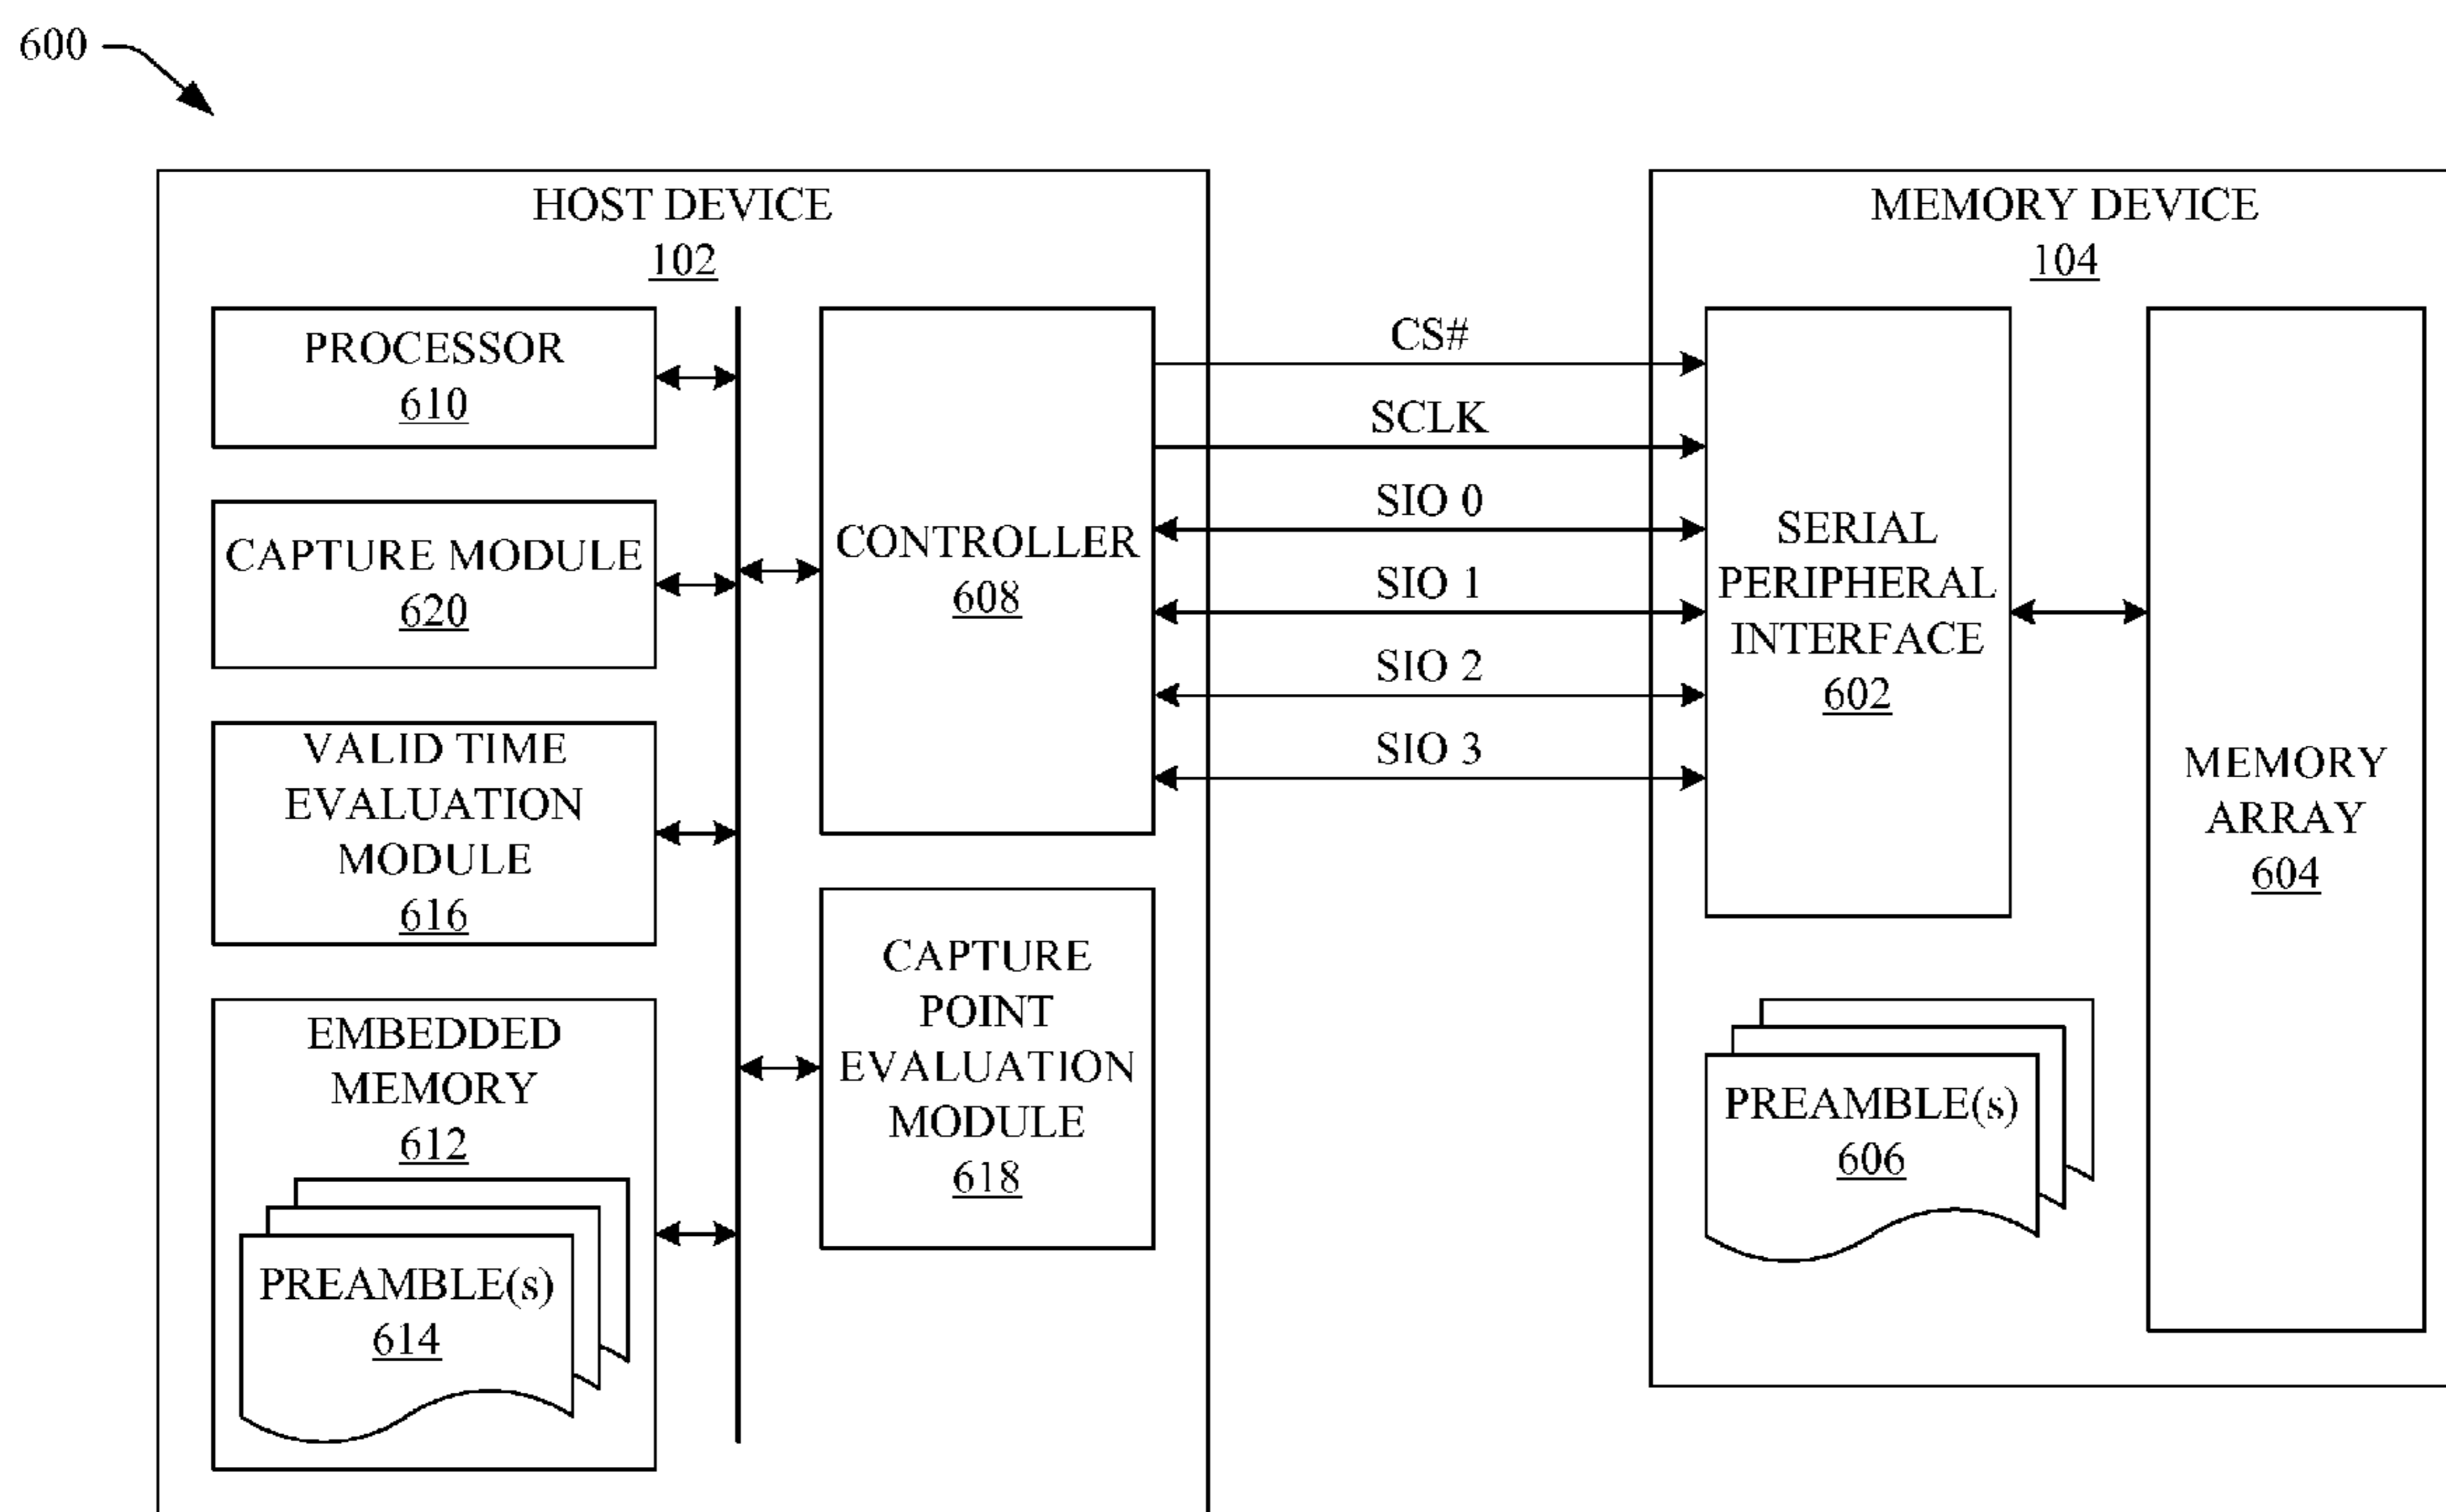 600
HOST DEVICE
102
PROCESSOR
610
CAPTURE MODULE
620
VALID TIME
EVALUATION
MODULE
616
EMBEDDED
MEMORY
612
PREAMBLE(s)
614
CONTROLLER
608
CAPTURE
POINT
EVALUATION
MODULE
618
CS#
SCLK
SIO 0
SIO 1
SIO 2
SIO 3
MEMORY DEVICE
104
SERIAL
PERIPHERAL
INTERFACE
602
PREAMBLE(s)
606
MEMORY
ARRAY
604